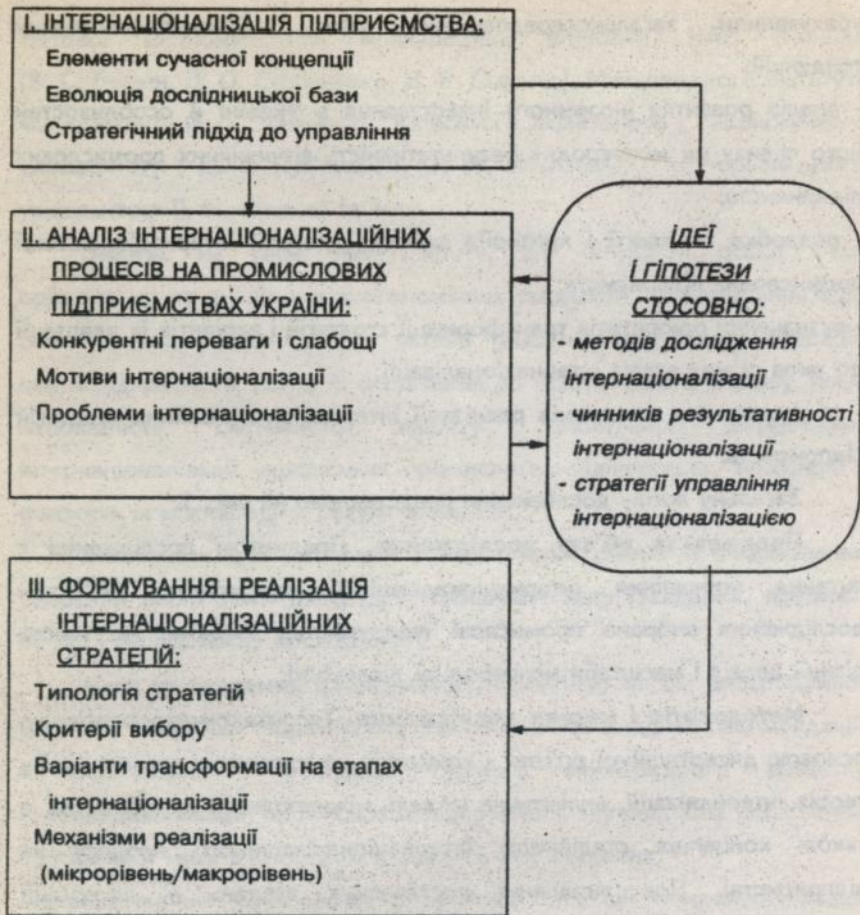 І. ІНТЕРНАЦІОНАЛІЗАЦІЯ ПІДПРИЄМСТВА:
Елементи сучасної концепції
Еволюція дослідницької бази
Стратегічний підхід до управління
ІІ. АНАЛІЗ ІНТЕРНАЦІОНАЛІЗАЦІЙНИХ
ПРОЦЕСІВ НА ПРОМИСЛОВИХ
ПІДПРИЄМСТВАХ УКРАЇНИ:
Конкурентні переваги і слабощі
Мотиви інтернаціоналізації
Проблеми інтернаціоналізації
ІДЕЇ
І ГІПОТЕЗИ
СТОСОВНО:
- методів дослідження
інтернаціоналізації
- чинників результативності
інтернаціоналізації
- стратегії управління
інтернаціоналізацією
ІІІ. ФОРМУВАННЯ І РЕАЛІЗАЦІЯ
ІНТЕРНАЦІОНАЛІЗАЦІЙНИХ
СТРАТЕГІЙ:
Типологія стратегій
Критерії вибору
Варіанти трансформації на етапах
інтернаціоналізації
Механізми реалізації
(мікрорівень/макрорівень)